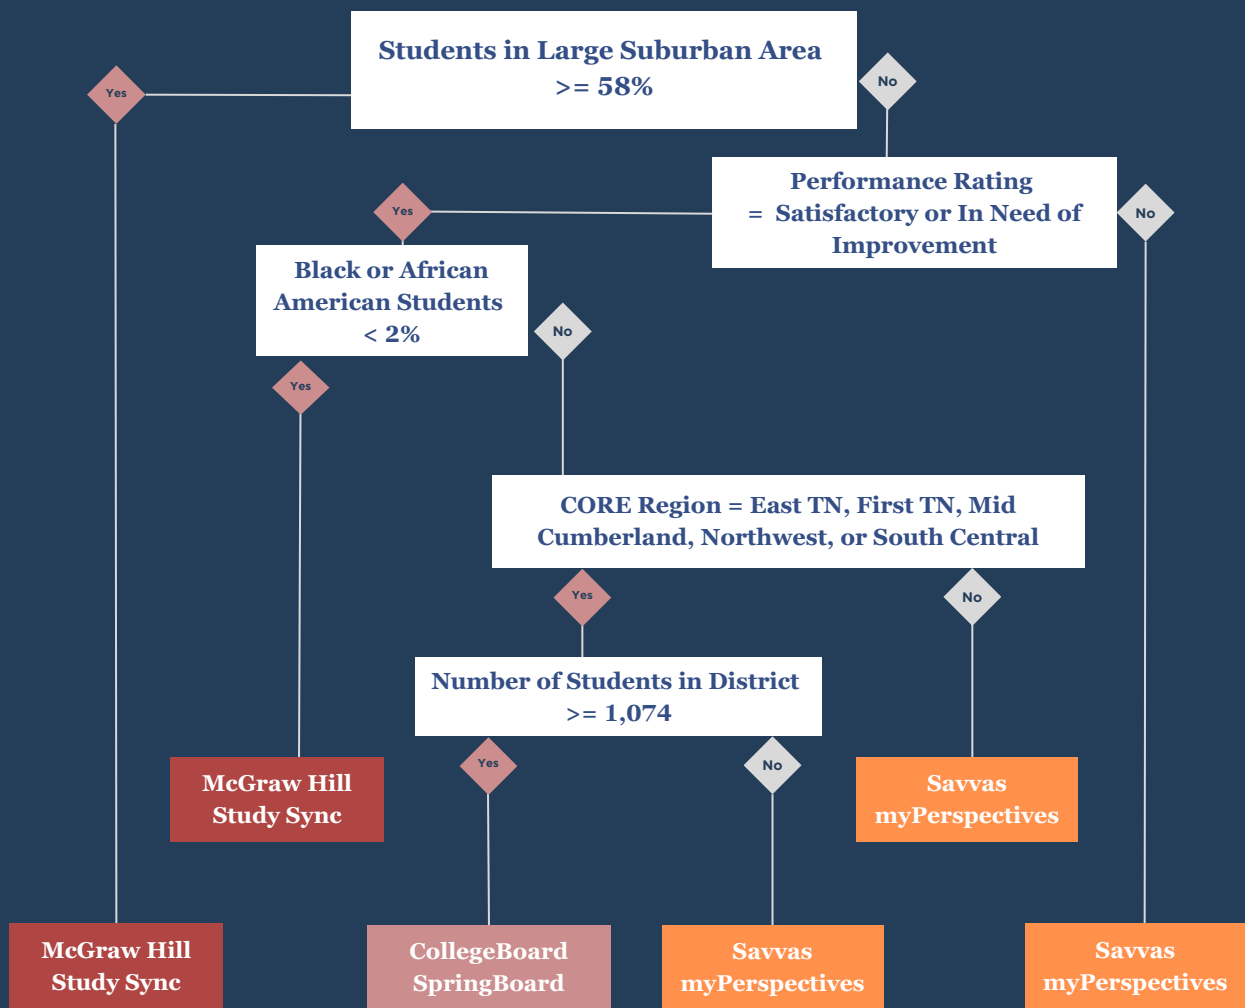 Students in Large Suburban Area
>= 58%
Yes
No
Performance Rating
= Satisfactory or In Need of
Improvement
Yes
No
Black or African
American Students
< 2%
No
Yes
CORE Region = East TN, First TN, Mid
Cumberland, Northwest, or South Central
Yes
No
Number of Students in District
>= 1,074
Yes
No
McGraw Hill
Study Sync
Savvas
myPerspectives
McGraw Hill
Study Sync
CollegeBoard
SpringBoard
Savvas
myPerspectives
Savvas
myPerspectives